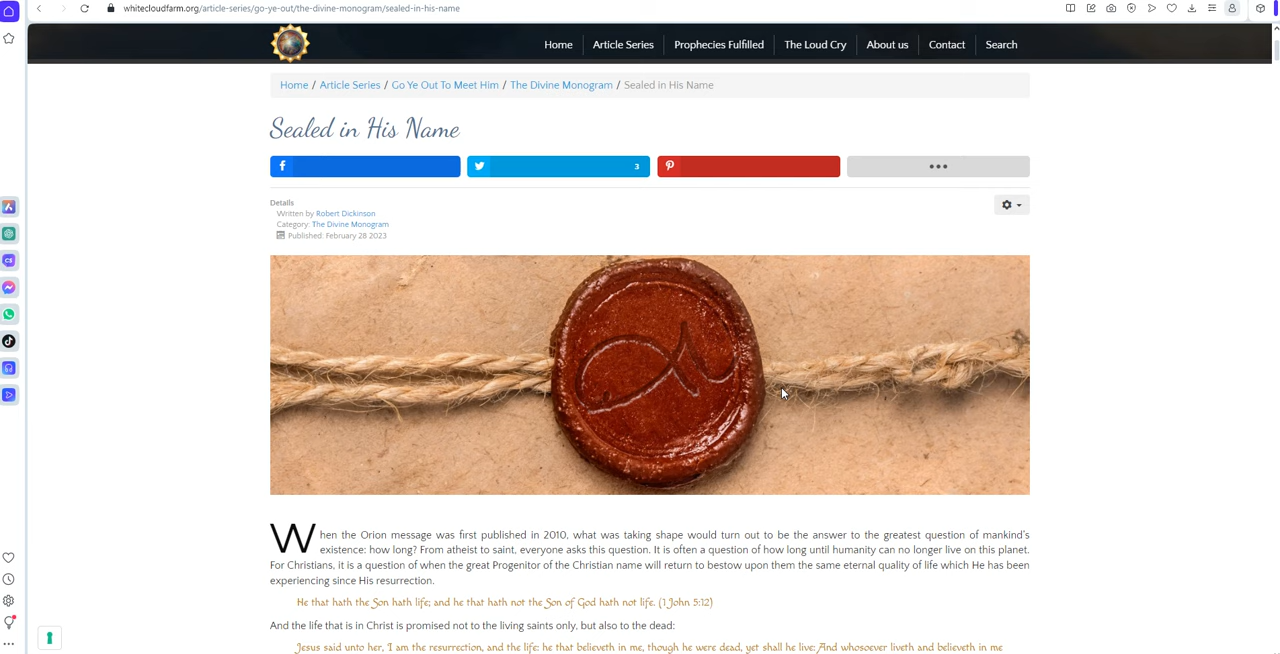 whitecloudfarm.org/article-series/go-ye-out/the-divine-monogram/sealed-in-his-name
Home
Article Series
Prophecies Fulfilled
The Loud Cry
About us
Contact
Search
Home / Article Series / Go Ye Out To Meet Him / The Divine Monogram / Sealed in His Name
Sealed in His Name
3
Details
Written by Robert Dickinson
Category: The Divine Monogram
Published: February 28 2023
When the Orion message was first published in 2010, what was taking shape would turn out to be the answer to the greatest question of mankind's
existence: how long? From atheist to saint, everyone asks this question. It is often a question of how long until humanity can no longer live on this planet.
For Christians, it is a question of when the great Progenitor of the Christian name will return to bestow upon them the same eternal quality of life which He has been
experiencing since His resurrection.
He that hath the Son hath life; and he that hath not the Son of God hath not life. (1 John 5:12)
And the life that is in Christ is promised not to the living saints only, but also to the dead:
Jesus said unto her, I am the resurrection, and the life: he that believeth in me, though he were dead, yet shall he live: And whosoever liveth and believeth in me